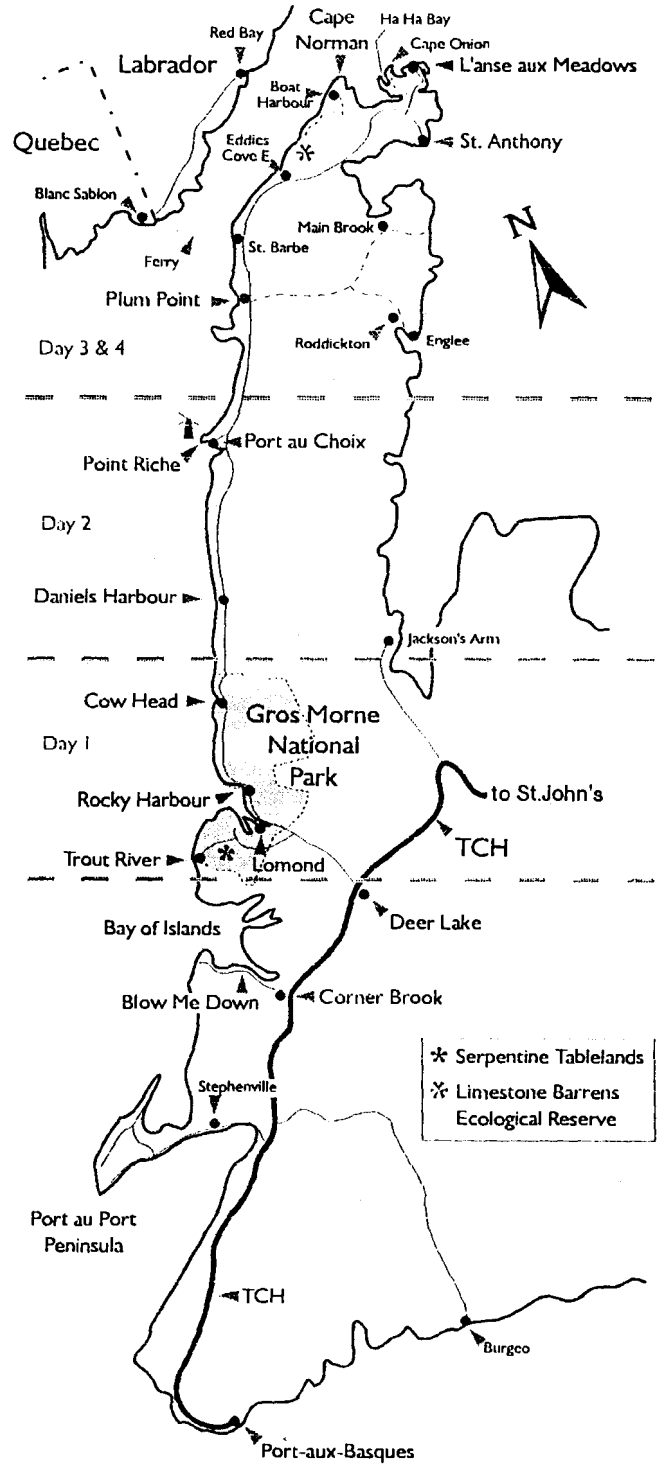 Cape
Norman
Ha Ha Bay
Red Bay
Cape Onion
Labrador
L'anse aux Meadows
Boat
Harbour
Quebec
Eddies
Cove E.
St. Anthony
Blanc Sablon
Main Brook
N
St. Barbe
Ferry
Plum Point
Roddickton
Englee
Day 3 & 4
Port au Choix
Point Riche
Day 2
Daniels Harbour
Jackson's Arm
Cow Head
Gros Morne
National
Park
Day 1
Rocky Harbour
to St.John's
TCH
Trout River
*
Lomond
Deer Lake
Bay of Islands
Blow Me Down
Corner Brook
* Serpentine Tablelands
Limestone Barrens
Ecological Reserve
Stephenville
Port au Port
Peninsula
TCH
Burgeo
Port-aux-Basques